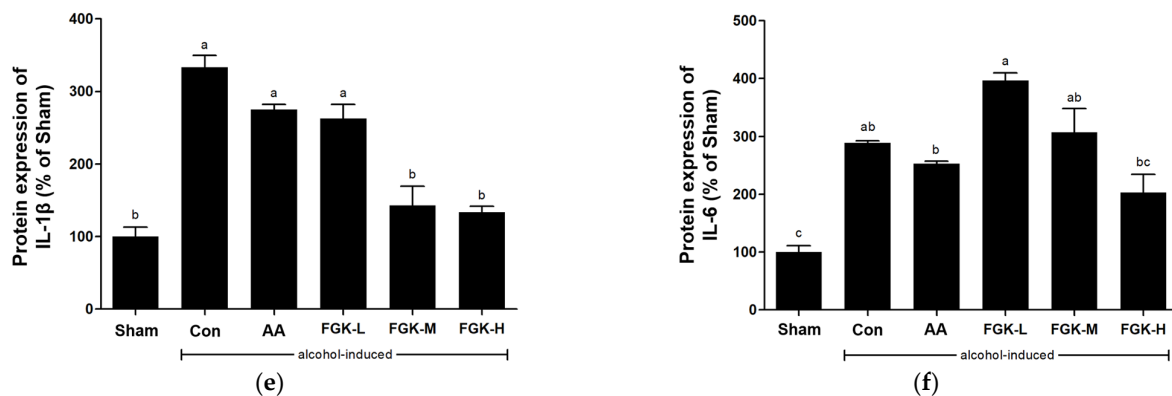 Protein expression of
IL-1β (% of Sham)
400
300
200
100
0
a
a
a
b
b
b
Sham
Con
AA
FGK-L
FGK-M
FGK-H
alcohol-induced
(e)
Protein expression of
IL-6 (% of Sham)
500
400
300
200
100
0
c
ab
b
a
ab
bc
Sham
Con
AA
FGK-L
FGK-M
FGK-H
alcohol-induced
(f)